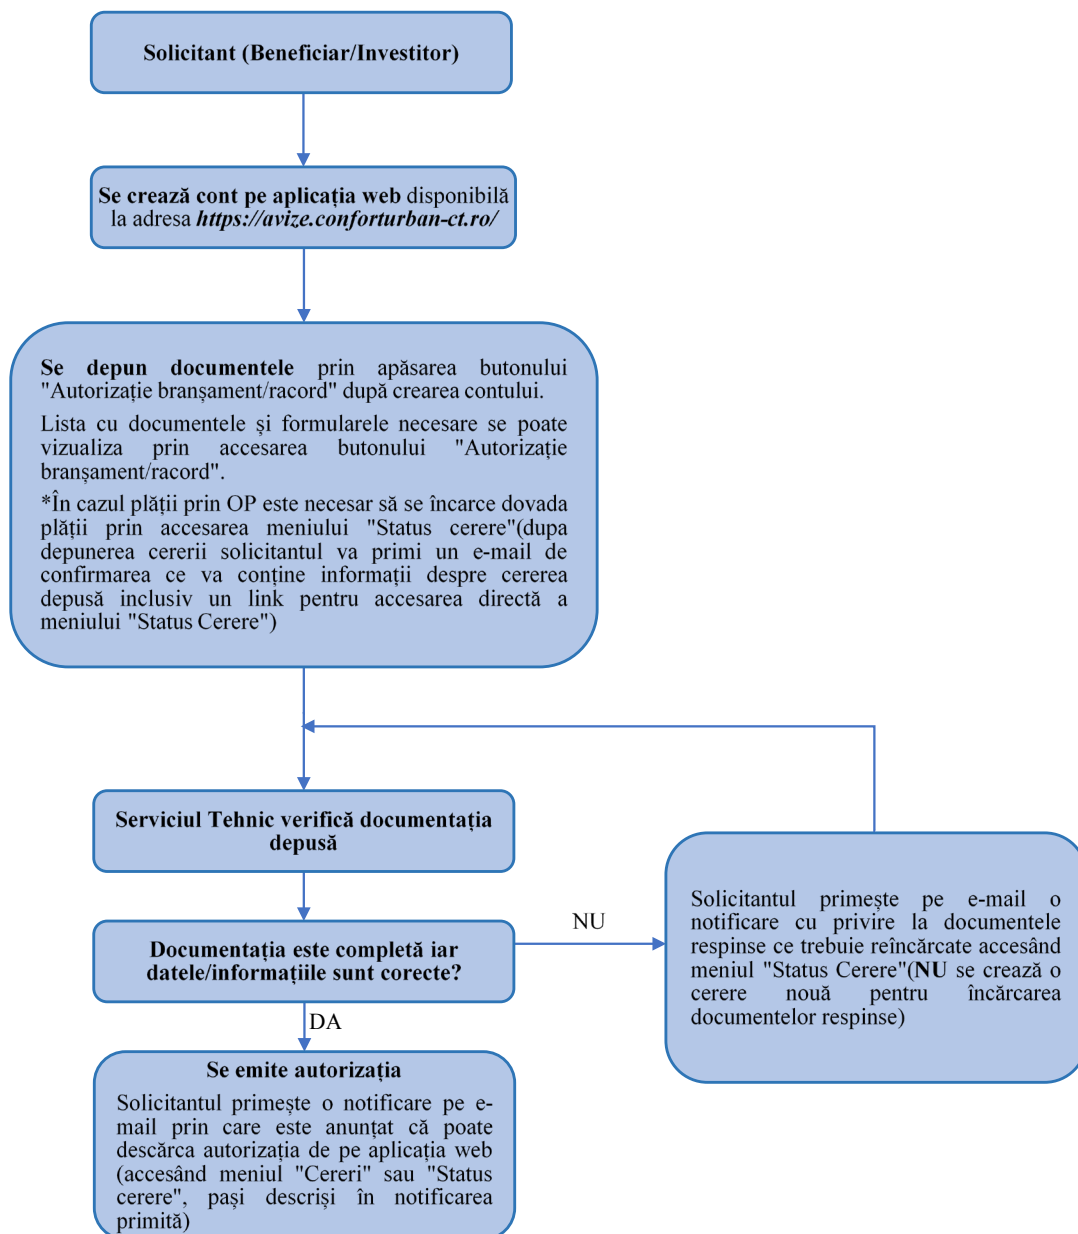 Solicitant (Beneficiar/Investitor)
Se crează cont pe aplicația web disponibilă
la adresa https://avize.conforturban-ct.ro/
Se depun documentele prin apăsarea butonului
"Autorizație branșament/racord" după crearea contului.
Lista cu documentele și formularele necesare se poate
vizualiza prin accesarea butonului "Autorizație
branșament/racord".
*În cazul plății prin OP este necesar să se încarce dovada
plății prin accesarea meniului "Status cerere"(dupa
depunerea cererii solicitantul va primi un e-mail de
confirmarea ce va conține informații despre cererea
depusă inclusiv un link pentru accesarea directă a
meniului "Status Cerere")
Serviciul Tehnic verifică documentația
depusă
Documentația este completă iar
datele/informațiile sunt corecte?
NU
Solicitantul primește pe e-mail o
notificare cu privire la documentele
respinse ce trebuie reîncărcate accesând
meniul "Status Cerere"(NU se crează o
cerere nouă pentru încărcarea
documentelor respinse)
DA
Se emite autorizația
Solicitantul primește o notificare pe e-
mail prin care este anunțat că poate
descărca autorizația de pe aplicația web
(accesând meniul "Cereri" sau "Status
cerere", pași descriși în notificarea
primită)